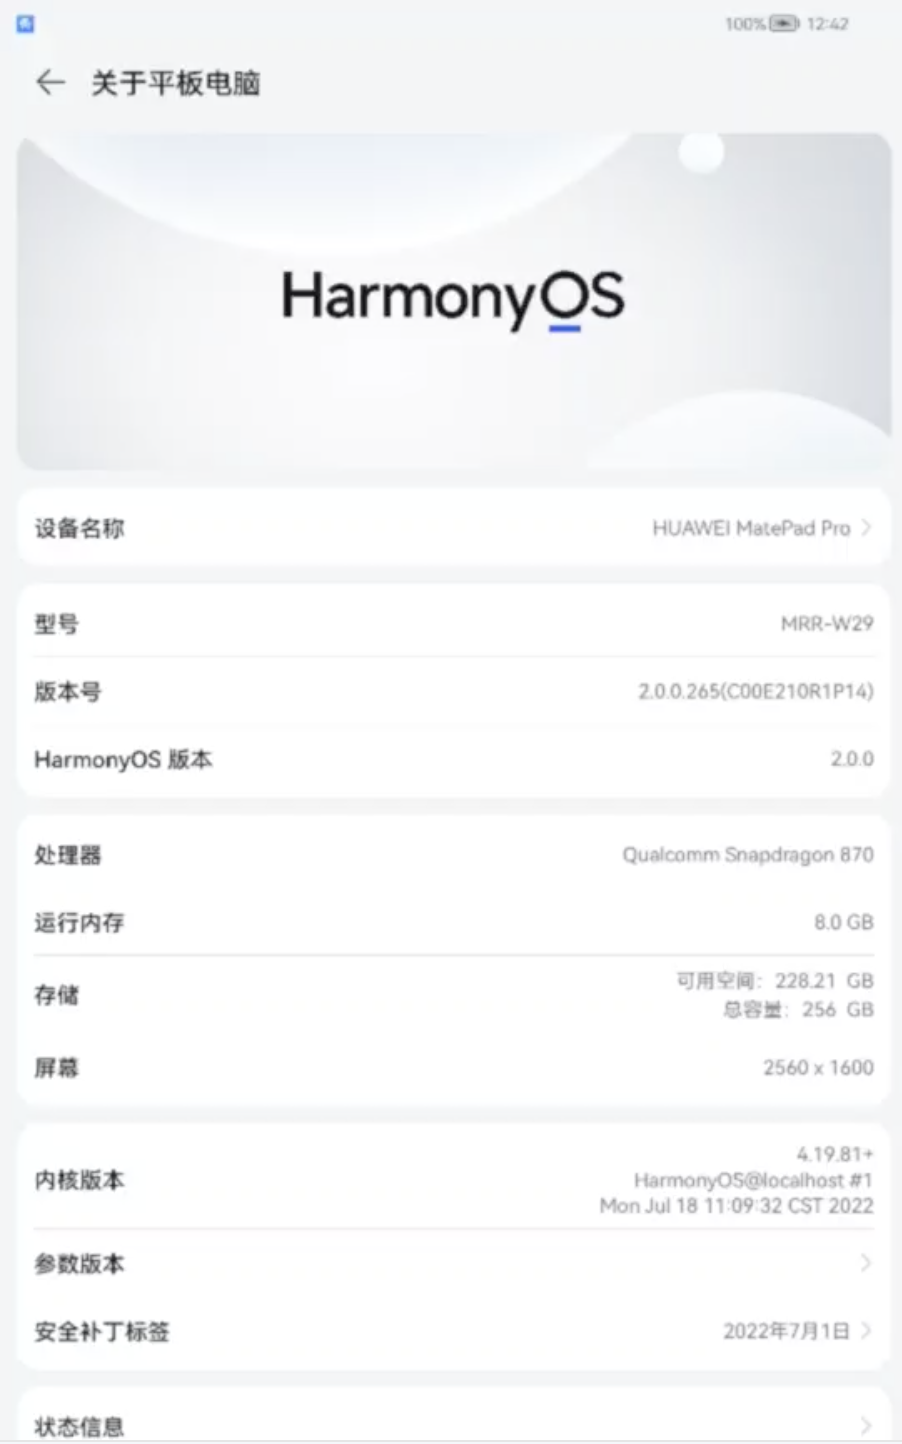 100% 12:42
关于平板电脑
HarmonyOS
设备名称 HUAWEI MatePad Pro
型号 MRR-W29
版本号 2.0.0.265(C00E210R1P14)
HarmonyOS 版本 2.0.0
处理器 Qualcomm Snapdragon 870
运行内存 8.0 GB
存储 可用空间: 228.21 GB
总容量: 256 GB
屏幕 2560 x 1600
内核版本 4.19.81+
HarmonyOS@localhost #1
Mon Jul 18 11:09:32 CST 2022
参数版本
安全补丁标签 2022年7月1日
状态信息